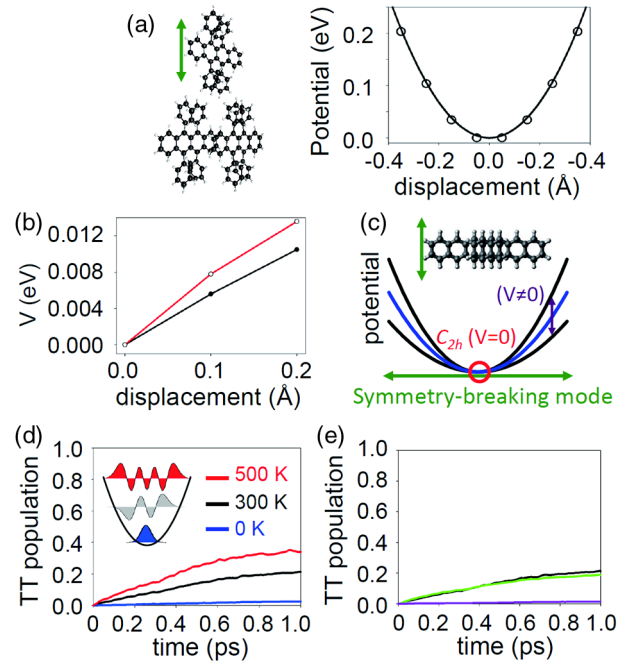 (a)
Potential (eV)
0.2
0.1
0.0
-0.4 -0.2 0.0 -0.2 -0.4
displacement (Å)
(b)
V (eV)
0.012
0.008
0.004
0.000
0.0 0.1 0.2
displacement (Å)
(c)
potential
(V≠0)
C2h (V=0)
Symmetry-breaking mode
(d)
TT population
1.0
0.8
0.6
0.4
0.2
0.0
500 K
300 K
0 K
0 0.2 0.4 0.6 0.8 1.0
time (ps)
(e)
TT population
1.0
0.8
0.6
0.4
0.2
0.0
0 0.2 0.4 0.6 0.8 1.0
time (ps)